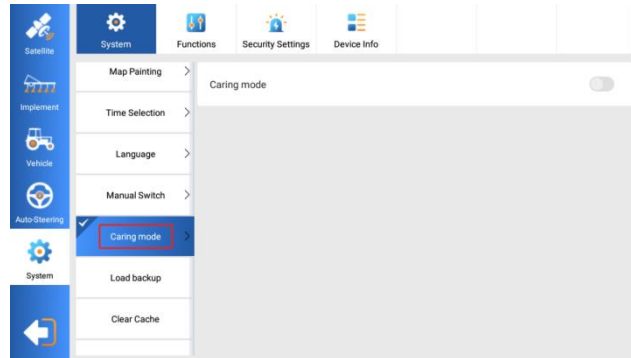 Satellite
Implement
Vehicle
Auto-Steering
System
System
Functions
Security Settings
Device Info
Map Painting
Time Selection
Language
Manual Switch
Caring mode
Load backup
Clear Cache
Caring mode